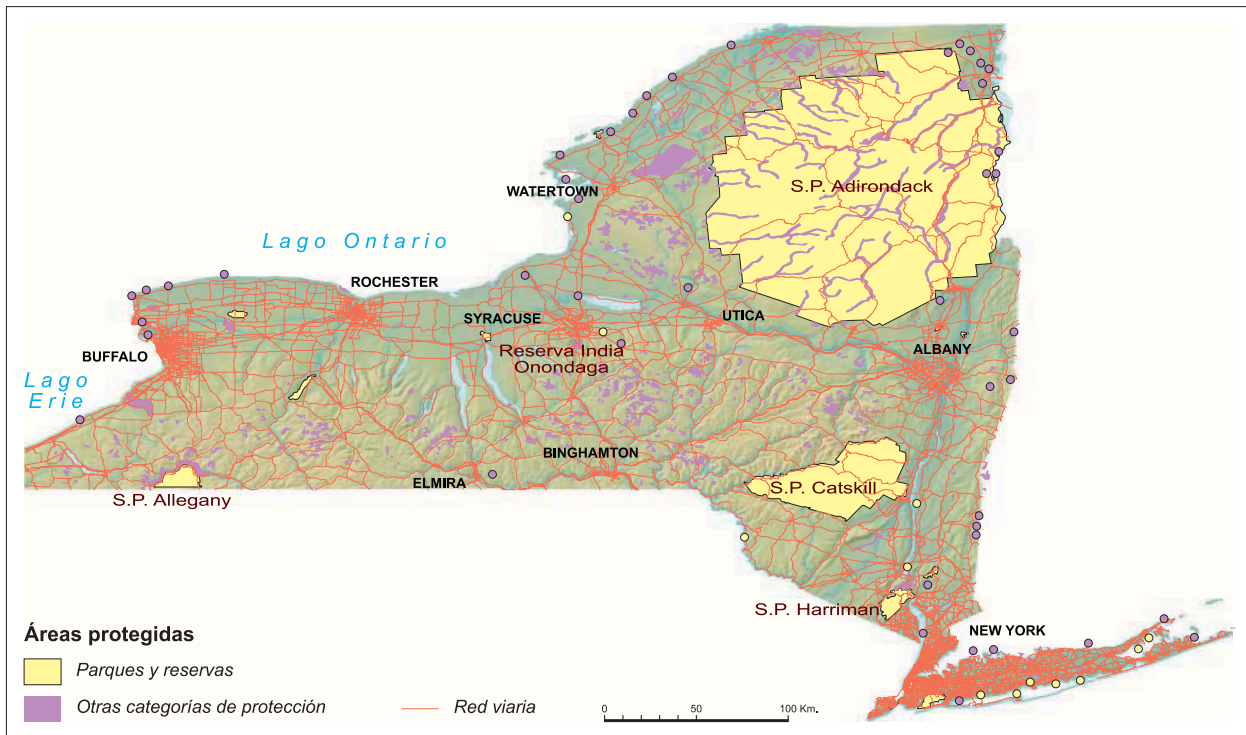 S.P. Adirondack
WATERTOWN
Lago Ontario
ROCHESTER
SYRACUSE
UTICA
BUFFALO
Reserva India
Onondaga
ALBANY
Lago
Erie
BINGHAMTON
ELMIRA
S.P. Catskill
S.P. Allegany
S.P. Harriman
NEW YORK
Áreas protegidas
Parques y reservas
Otras categorías de protección
Red viaria
0 50 100 Km.